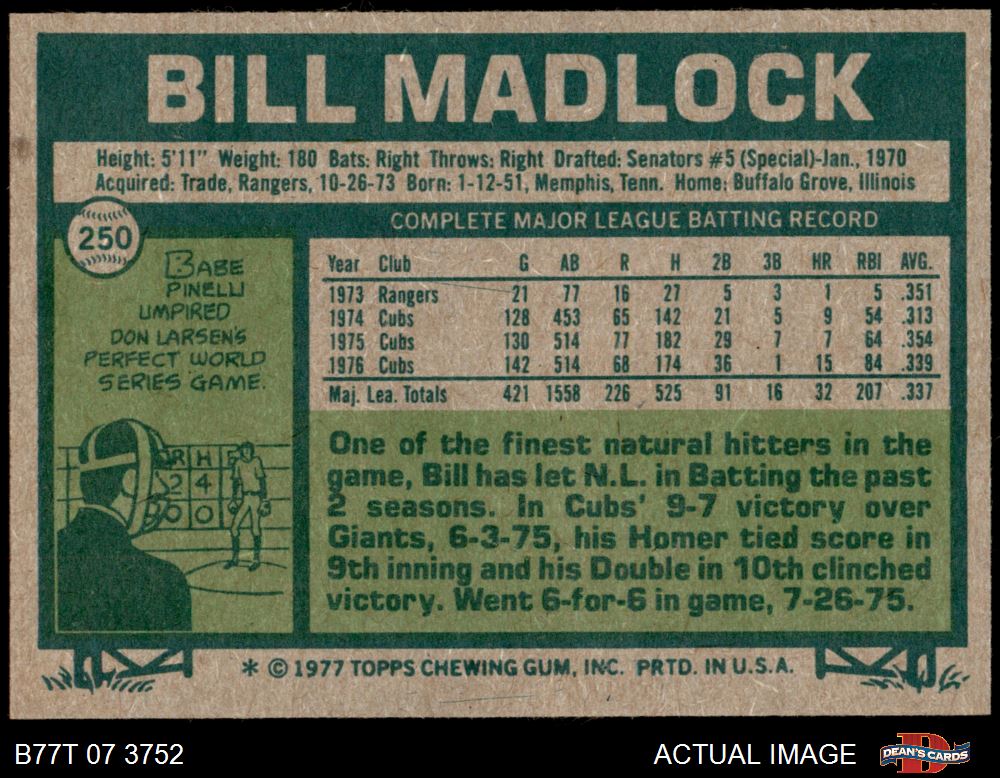 BILL MADLOCK
Height: 5'11" Weight: 180 Bats: Right Throws: Right Drafted: Senators #5 (Special)-Jan., 1970
Acquired: Trade, Rangers, 10-26-73 Born: 1-12-51, Memphis, Tenn. Home: Buffalo Grove, Illinois
250
COMPLETE MAJOR LEAGUE BATTING RECORD
BABE
PINELLI
UMPIRED
DON LARSEN'S
PERFECT WORLD
SERIES GAME.
R H E
2 4
0 0
Year Club G AB R H 2B 3B HR RBI AVG.
1973 Rangers 21 77 16 27 5 3 1 5 .351
1974 Cubs 128 453 65 142 21 5 9 54 .313
1975 Cubs 130 514 77 182 29 7 7 64 .354
1976 Cubs 142 514 68 174 36 1 15 84 .339
Maj. Lea. Totals 421 1558 226 525 91 16 32 207 .337
One of the finest natural hitters in the
game, Bill has let N.L. in Batting the past
2 seasons. In Cubs' 9-7 victory over
Giants, 6-3-75, his Homer tied score in
9th inning and his Double in 10th clinched
victory. Went 6-for-6 in game, 7-26-75.
* © 1977 TOPPS CHEWING GUM, INC. PRTD. IN U.S.A.
B77T 07 3752
ACTUAL IMAGE
D
DEAN'S CARDS